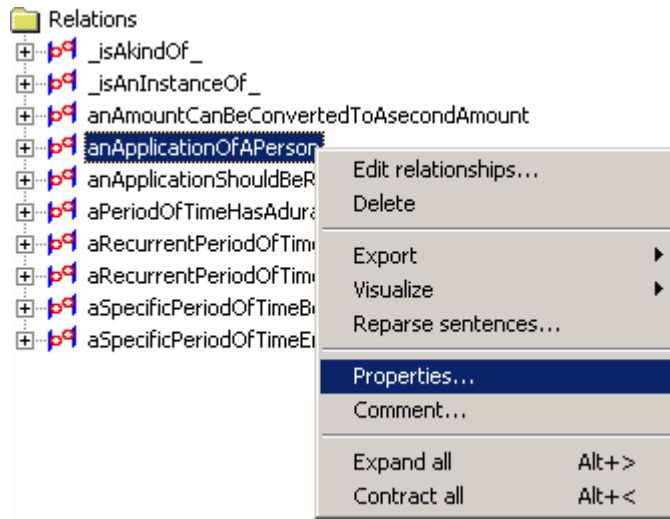 Relations
_isAkindOf_
_isAnInstanceOf_
anAmountCanBeConvertedToAsecondAmount
anApplicationOfAPerson
anApplicationShouldBeR
aPeriodOfTimeHasAdura
aRecurrentPeriodOfTim
aRecurrentPeriodOfTim
aSpecificPeriodOfTimeB
aSpecificPeriodOfTimeE
Edit relationships...
Delete
Export
Visualize
Reparse sentences...
Properties...
Comment...
Expand all Alt+>
Contract all Alt+<